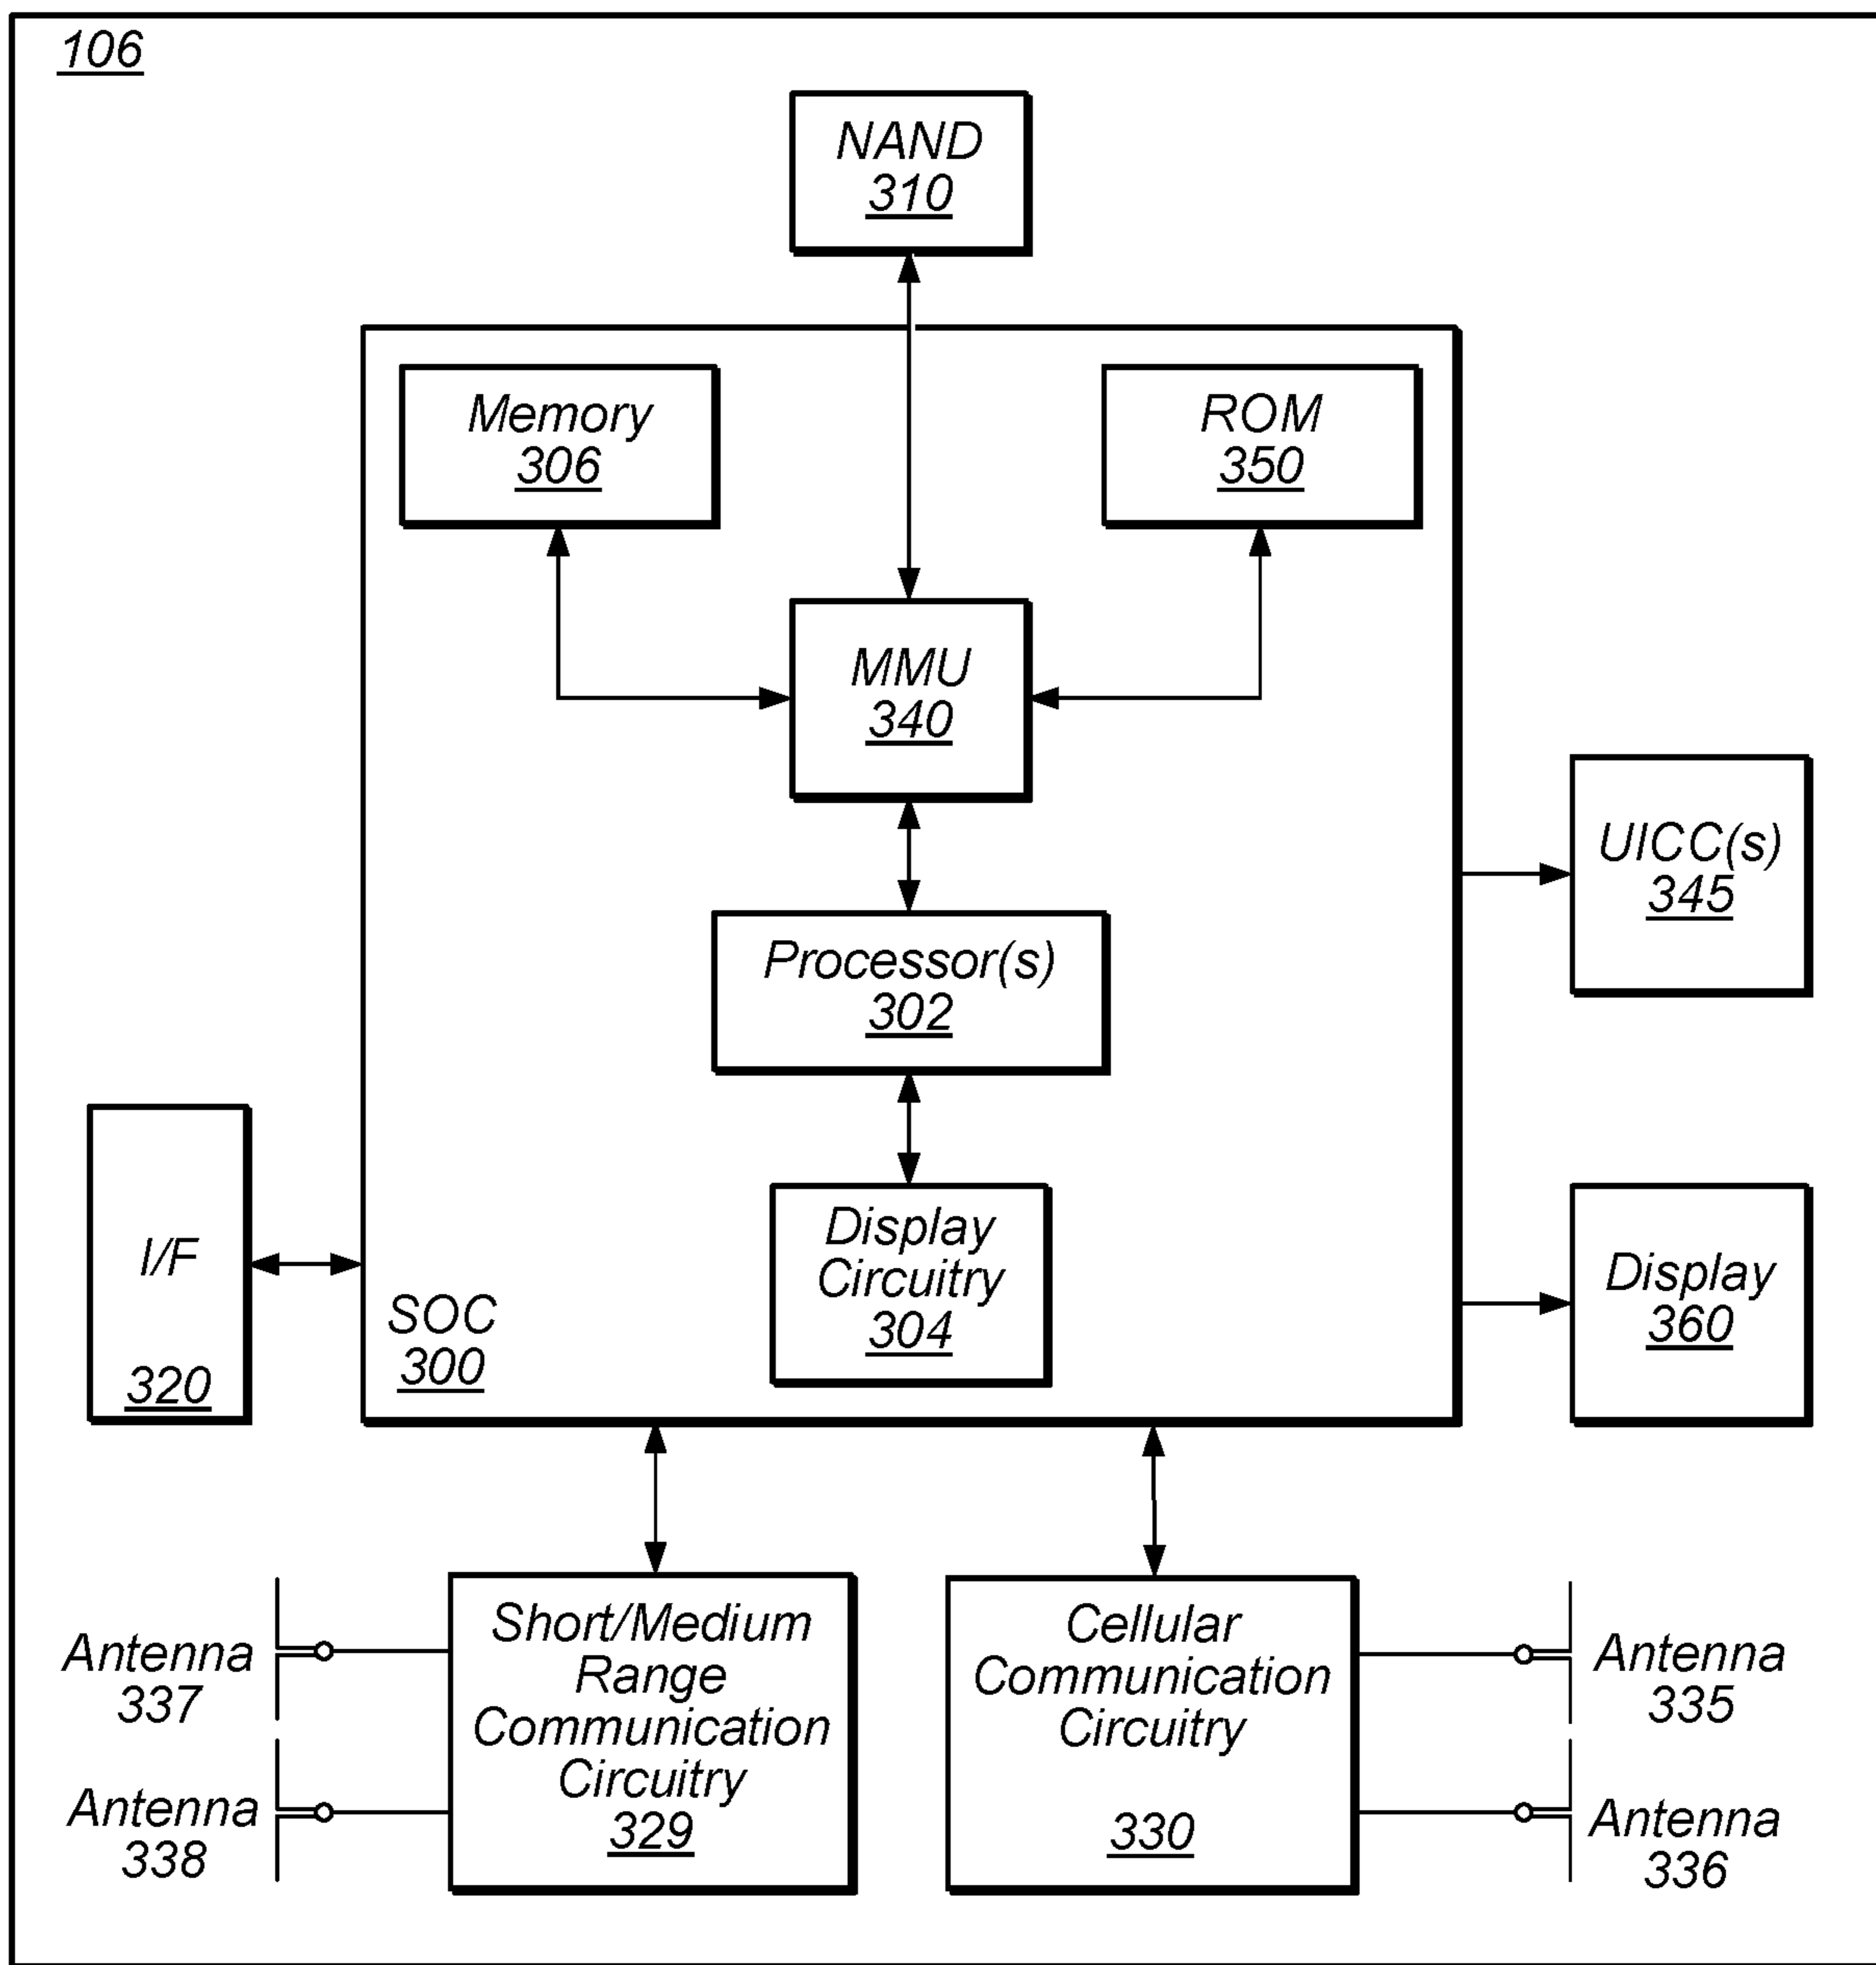 106
NAND
310
Memory
306
ROM
350
MMU
340
UICC(s)
345
Processor(s)
302
I/F
320
Display
Circuitry
304
SOC
300
Display
360
Short/Medium
Range
Communication
Circuitry
329
Cellular
Communication
Circuitry
330
Antenna
337
Antenna
338
Antenna
335
Antenna
336